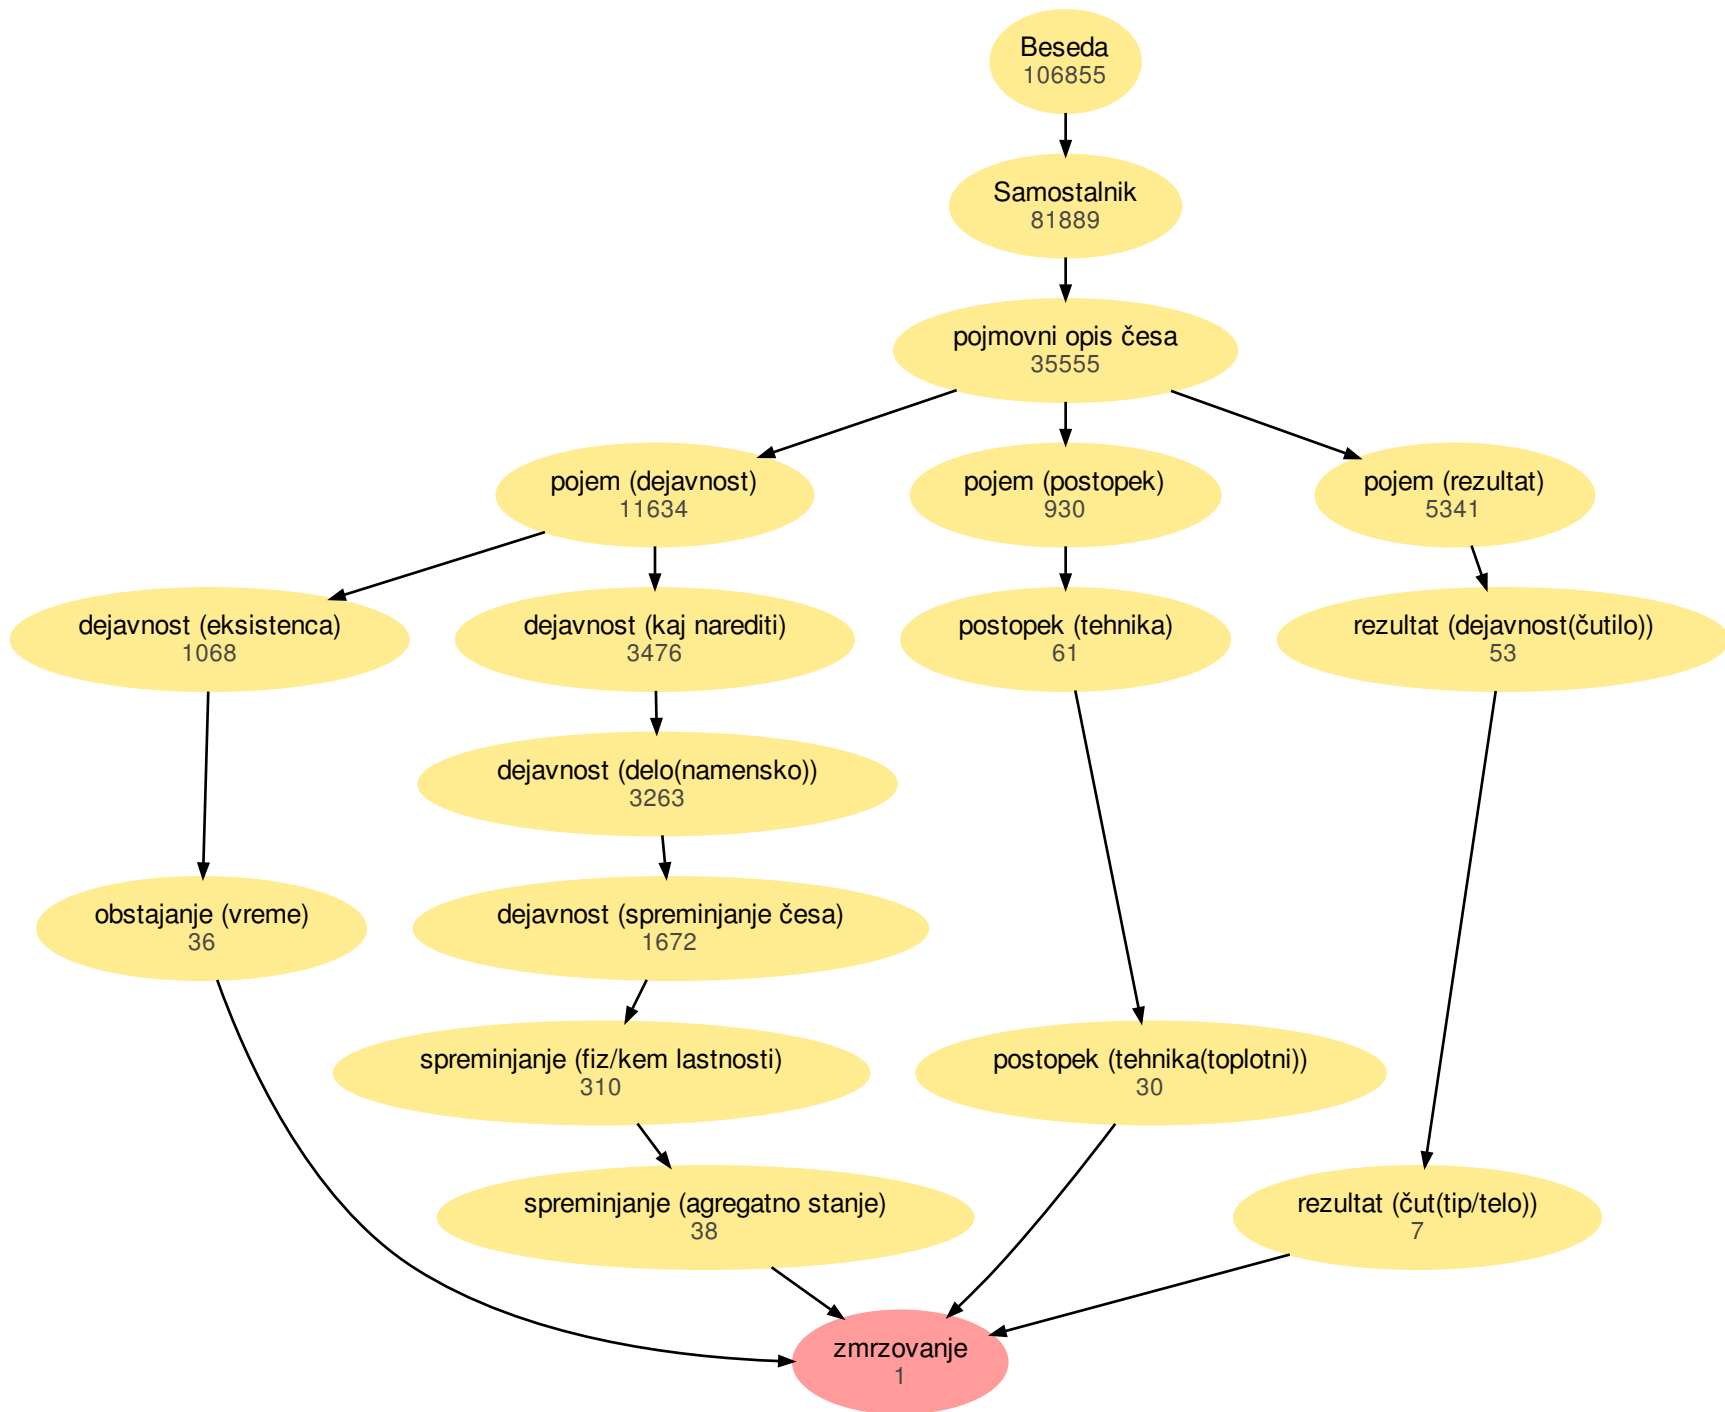 Beseda
106855
Samostalnik
81889
pojmovni opis česa
35555
pojem (dejavnost)
11634
pojem (postopek)
930
pojem (rezultat)
5341
dejavnost (eksistenca)
1068
dejavnost (kaj narediti)
3476
postopek (tehnika)
61
rezultat (dejavnost(čutilo))
53
dejavnost (delo(namensko))
3263
obstajanje (vreme)
36
dejavnost (spreminjanje česa)
1672
spreminjanje (fiz/kem lastnosti)
310
postopek (tehnika(toplotni))
30
spreminjanje (agregatno stanje)
38
rezultat (čut(tip/telo))
7
zmrzovanje
1